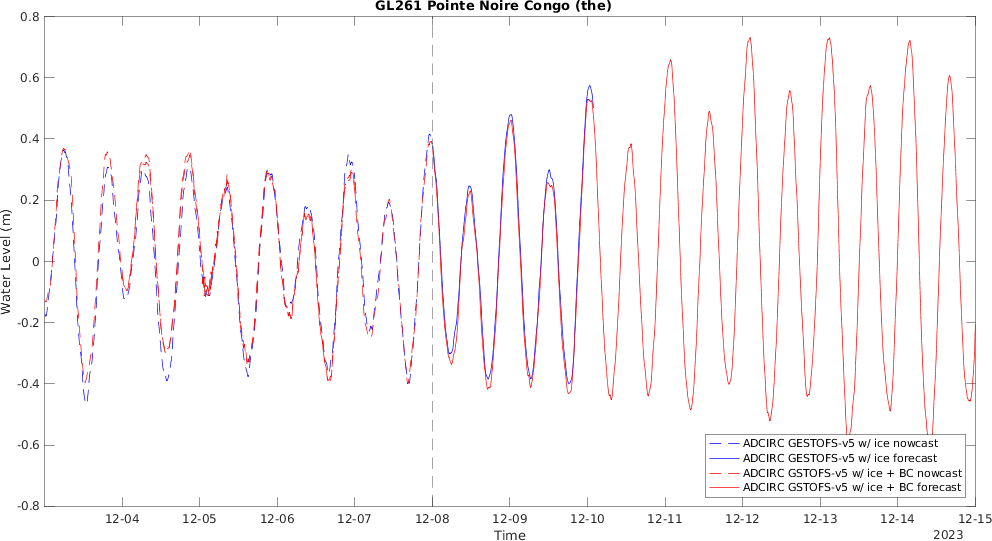 GL261 Pointe Noire Congo (the)
0.8
0.6
0.4
0.2
0
-0.2
-0.4
-0.6
-0.8
Water Level (m)
ADCIRC GESTOFS-v5 w/ ice nowcast
ADCIRC GESTOFS-v5 w/ ice forecast
ADCIRC GSTOFS-v5 w/ ice + BC nowcast
ADCIRC GSTOFS-v5 w/ ice + BC forecast
12-04 12-05 12-06 12-07 12-08 12-09 12-10 12-11 12-12 12-13 12-14 12-15
Time
2023